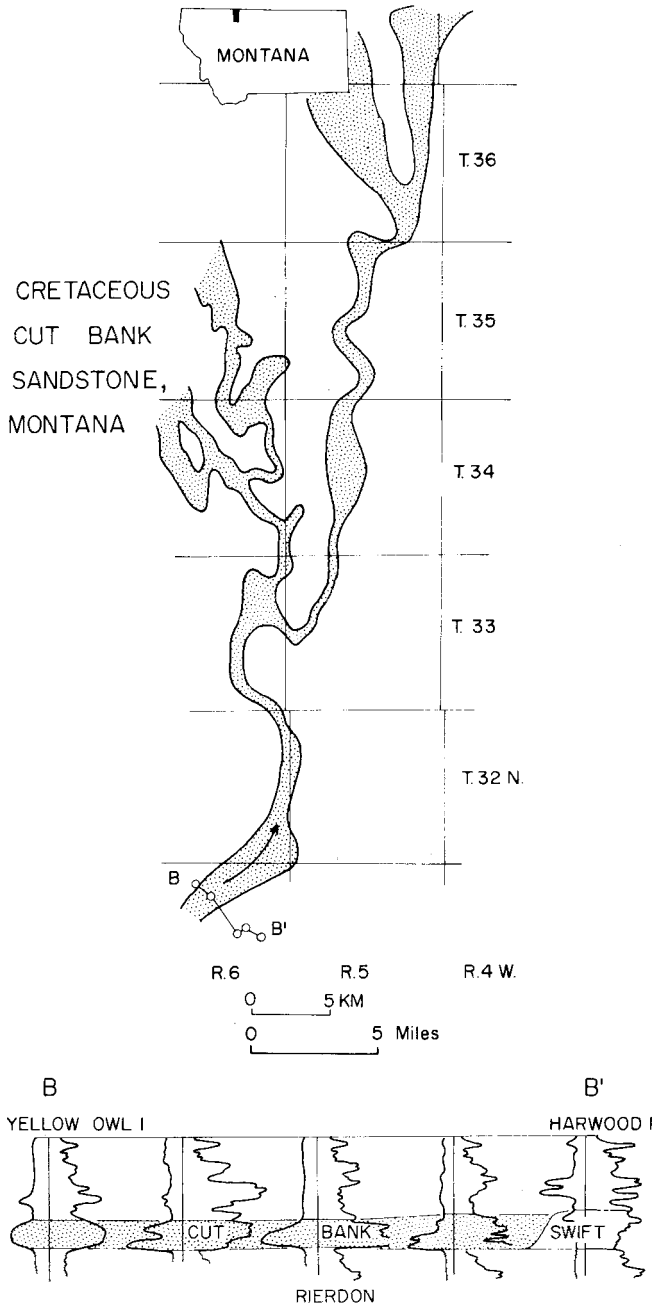 MONTANA
T.36
CRETACEOUS
CUT BANK
SANDSTONE,
MONTANA
T.35
T.34
T.33
T.32 N.
B
B'
R.6 R.5 R.4 W.
0 5 KM
0 5 Miles
B B'
YELLOW OWL I HARWOOD I
CUT BANK SWIFT
RIERDON